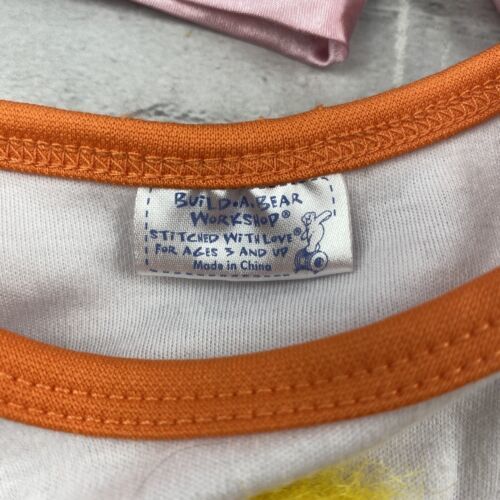 BUILD•A•BEAR
WORKSHOP®
STITCHED WITH LOVE®
FOR AGES 3 AND UP
Made in China